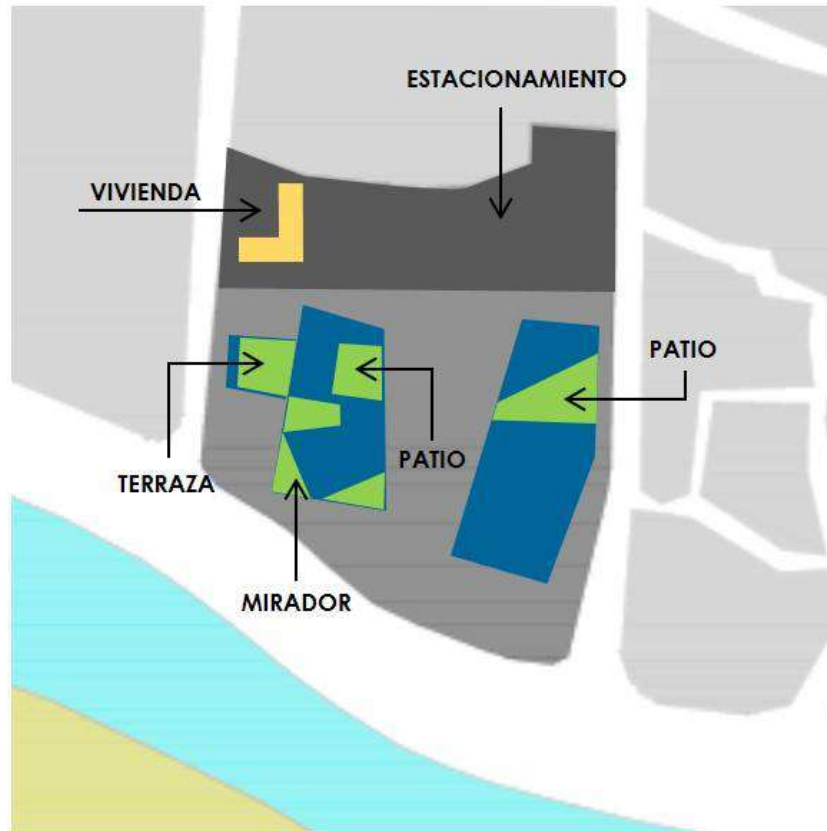 ESTACIONAMIENTO
VIVIENDA
PATIO
PATIO
TERRAZA
MIRADOR